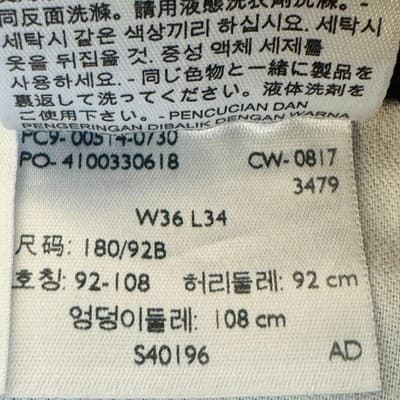 同反面洗滌。請用液態洗衣劑洗滌。-
세탁시 같은 색상끼리 하십시요. 세탁시
옷을 뒤집을 것. 중성 액체 세제를
사용하세요. - 同じ色物と一緒に製品を
裏返して洗ってください。液体洗剤を
ご使用下さい。- PENCUCIAN DAN
PENGERINGAN DIBALIK DENGAN WARNA
PC9- 00514-0730
PO- 4100330618 CW- 0817
3479
W36 L34
尺码: 180/92B
호칭: 92-108 허리둘레: 92 cm
엉덩이둘레: 108 cm
S40196 AD